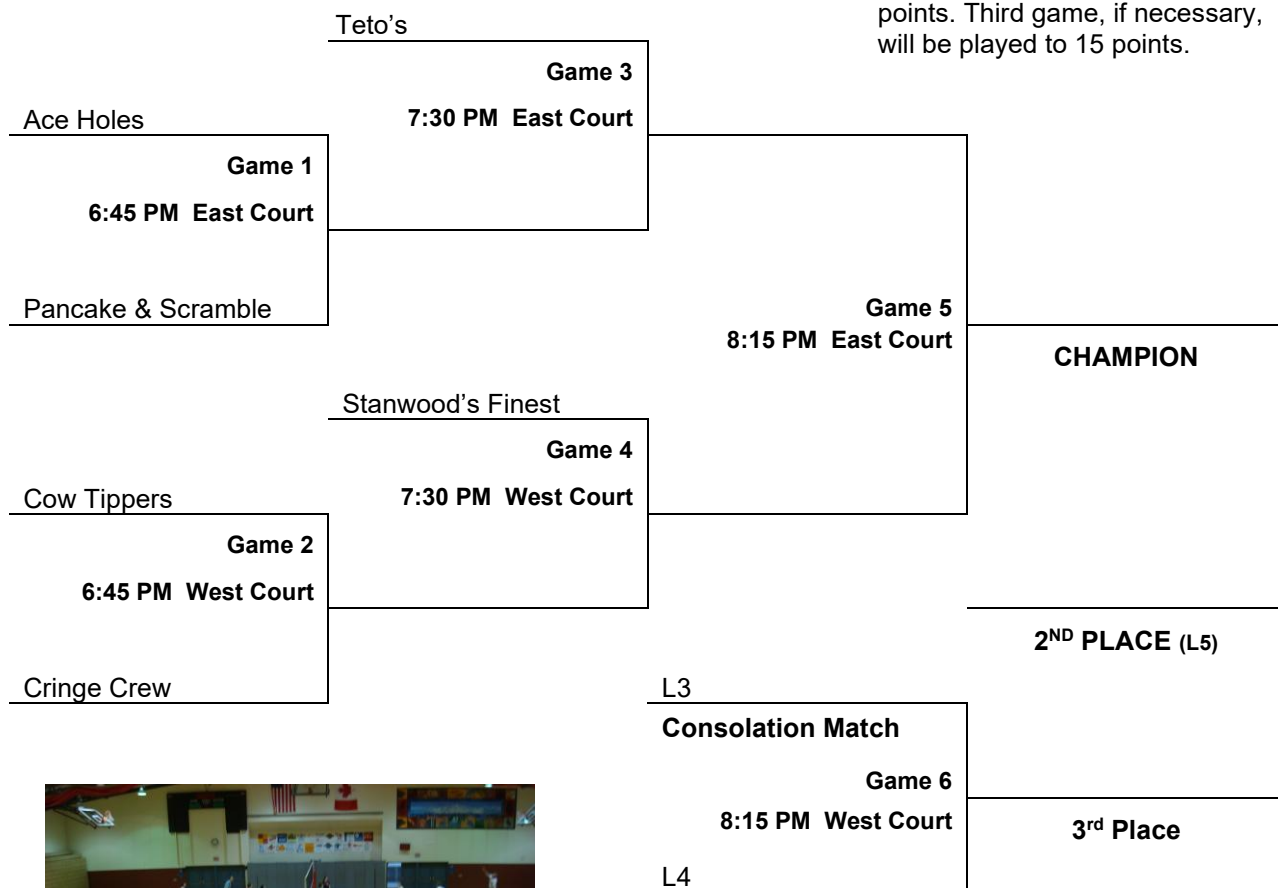 points. Third game, if necessary,
will be played to 15 points.
Teto's
Game 3
7:30 PM East Court
Ace Holes
Game 1
6:45 PM East Court
Pancake & Scramble
Game 5
8:15 PM East Court
CHAMPION
Stanwood's Finest
Game 4
7:30 PM West Court
Cow Tippers
Game 2
6:45 PM West Court
Cringe Crew
2ND PLACE (L5)
L3
Consolation Match
Game 6
8:15 PM West Court
3rd Place
L4